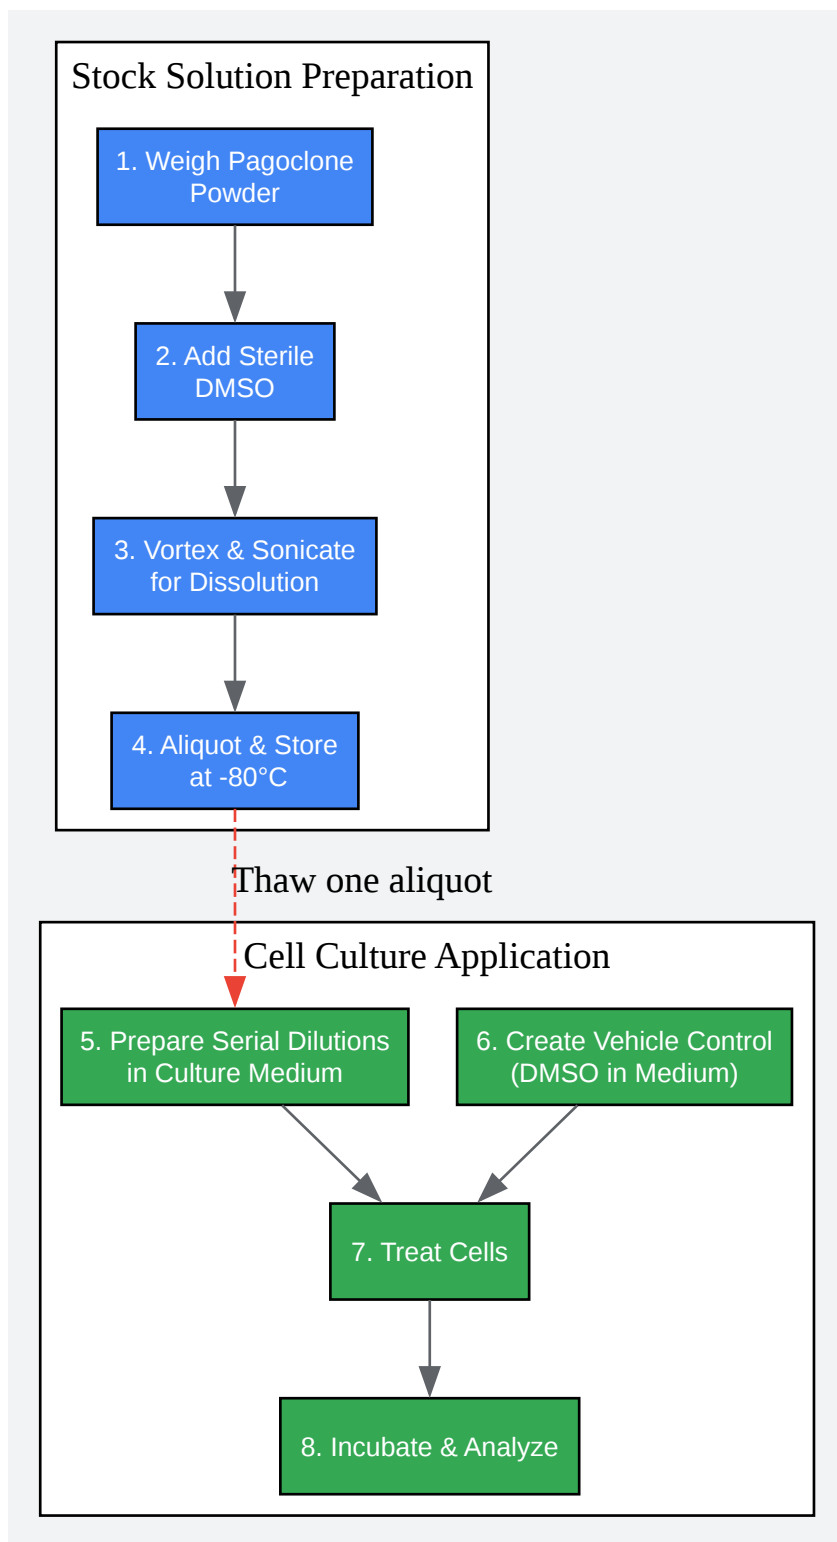 Stock Solution Preparation
1. Weigh Pagoclone
Powder
2. Add Sterile
DMSO
3. Vortex & Sonicate
for Dissolution
4. Aliquot & Store
at -80°C
Thaw one aliquot
Cell Culture Application
5. Prepare Serial Dilutions
in Culture Medium
6. Create Vehicle Control
(DMSO in Medium)
7. Treat Cells
8. Incubate & Analyze